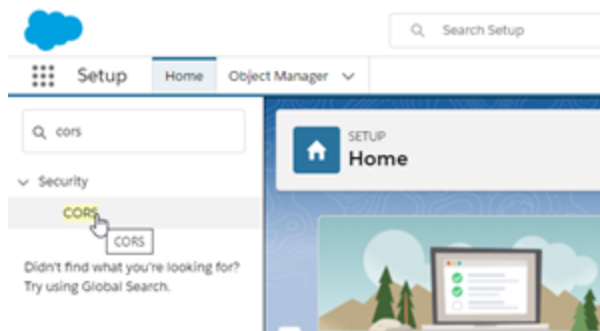 Search Setup
Setup Home Object Manager
cors
SETUP
Home
Security
CORS
CORS
Didn't find what you're looking for?
Try using Global Search.